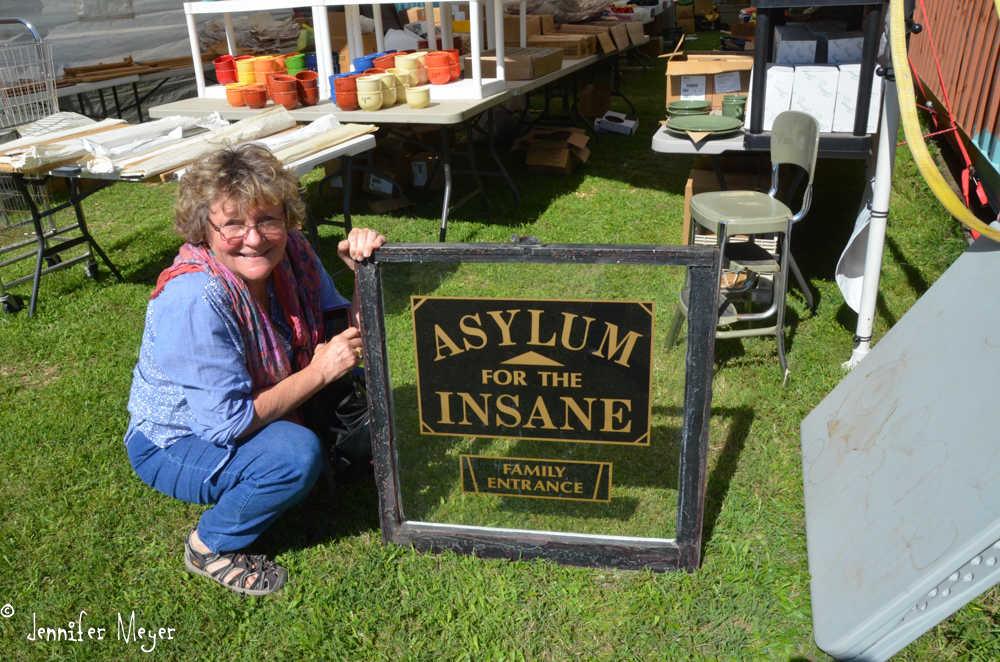 ASYLUM
FOR THE
INSANE
FAMILY
ENTRANCE
© Jennifer Meyer